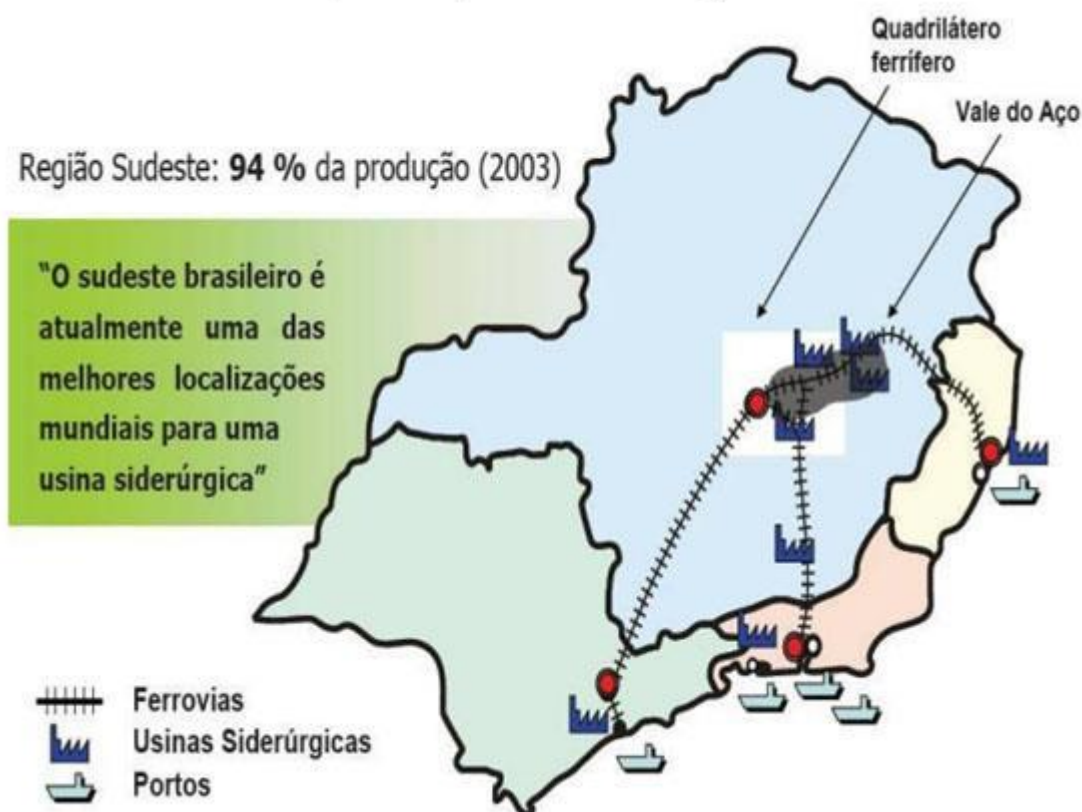 Quadrilátero
ferrífero
Vale do Aço
Região Sudeste: 94 % da produção (2003)
"O sudeste brasileiro é
atualmente uma das
melhores localizações
mundiais para uma
usina siderúrgica"
Ferrovias
Usinas Siderúrgicas
Portos